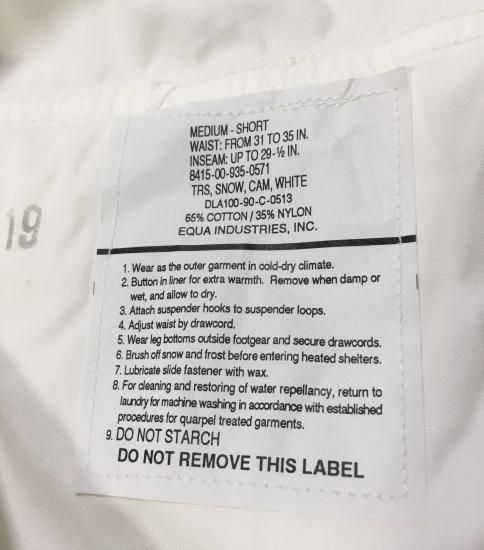 MEDIUM - SHORT
WAIST: FROM 31 TO 35 IN.
INSEAM: UP TO 29-½ IN.
8415-00-935-0571
TRS, SNOW, CAM, WHITE
DLA100-90-C-0513
65% COTTON / 35% NYLON
EQUA INDUSTRIES, INC.
19
1. Wear as the outer garment in cold-dry climate.
2. Button in liner for extra warmth. Remove when damp or
wet, and allow to dry.
3. Attach suspender hooks to suspender loops.
4. Adjust waist by drawcord.
5. Wear leg bottoms outside footgear and secure drawcords.
6. Brush off snow and frost before entering heated shelters.
7. Lubricate slide fastener with wax.
8. For cleaning and restoring of water repellancy, return to
laundry for machine washing in accordance with established
procedures for quarpel treated garments.
9. DO NOT STARCH
DO NOT REMOVE THIS LABEL